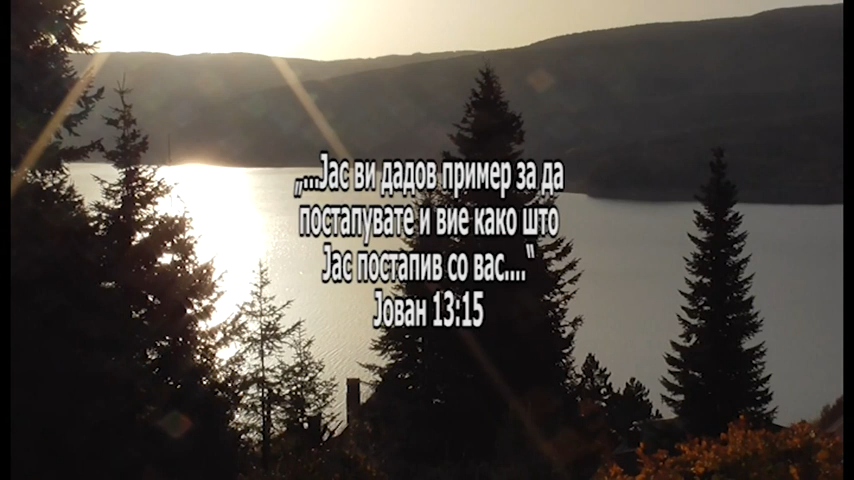 „...Јас ви дадов пример за да
постапувате и вие како што
Јас постапив со вас....“
Јован 13:15